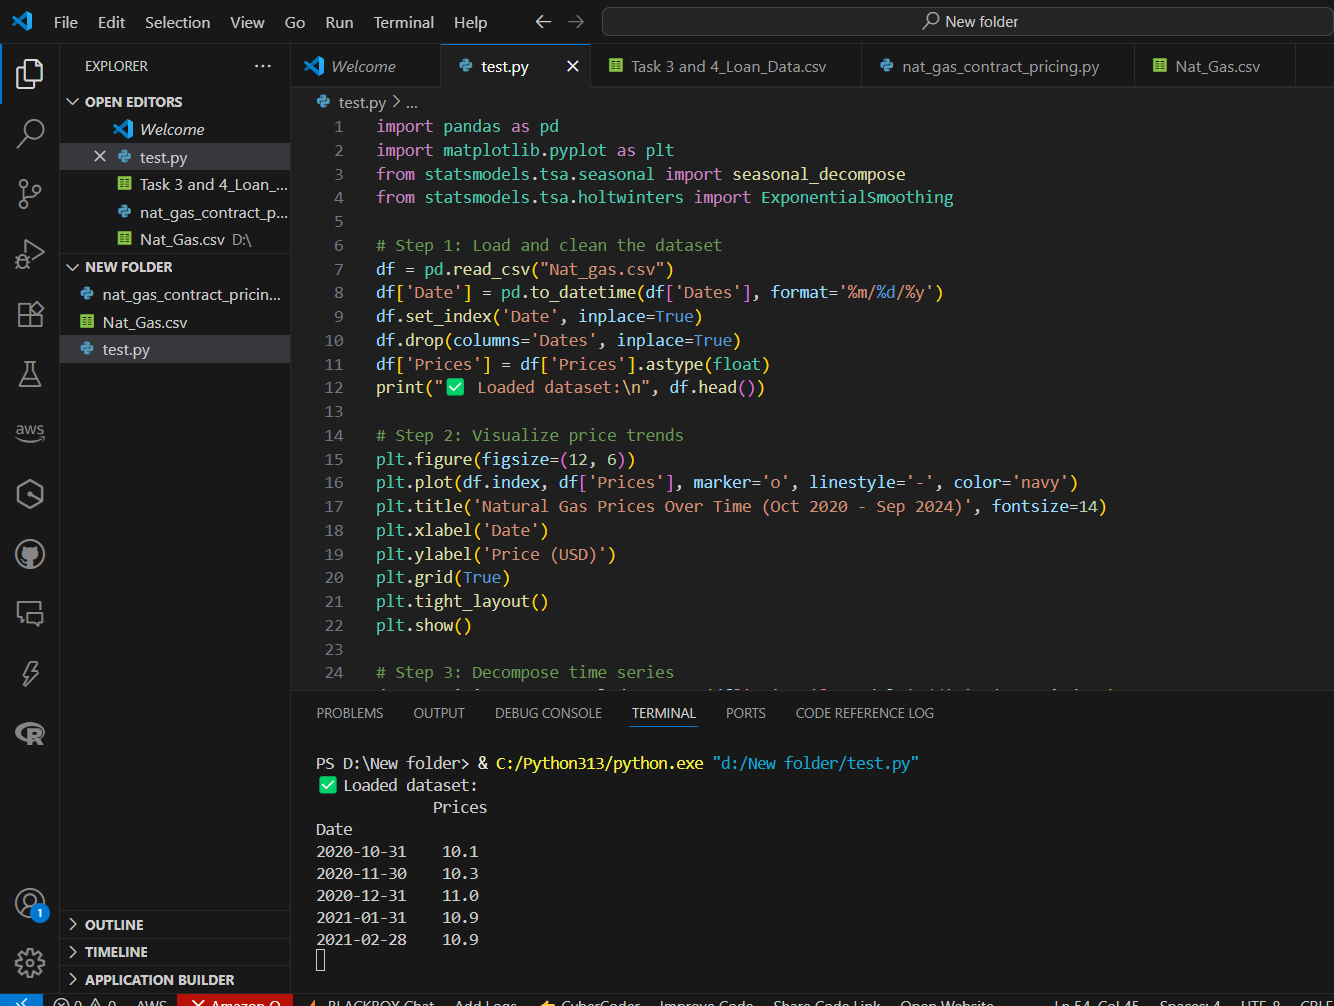 File Edit Selection View Go Run Terminal Help New folder
EXPLORER
Welcome test.py Task 3 and 4_Loan_Data.csv nat_gas_contract_pricing.py Nat_Gas.csv
OPEN EDITORS
Welcome
test.py
Task 3 and 4_Loan_...
nat_gas_contract_p...
Nat_Gas.csv D:\
NEW FOLDER
nat_gas_contract_pricin...
Nat_Gas.csv
test.py
OUTLINE
TIMELINE
APPLICATION BUILDER
aws
1
test.py > ...
1 import pandas as pd
2 import matplotlib.pyplot as plt
3 from statsmodels.tsa.seasonal import seasonal_decompose
4 from statsmodels.tsa.holtwinters import ExponentialSmoothing
5
6 # Step 1: Load and clean the dataset
7 df = pd.read_csv("Nat_gas.csv")
8 df['Date'] = pd.to_datetime(df['Dates'], format='%m/%d/%y')
9 df.set_index('Date', inplace=True)
10 df.drop(columns='Dates', inplace=True)
11 df['Prices'] = df['Prices'].astype(float)
12 print("✅ Loaded dataset:\n", df.head())
13
14 # Step 2: Visualize price trends
15 plt.figure(figsize=(12, 6))
16 plt.plot(df.index, df['Prices'], marker='o', linestyle='-', color='navy')
17 plt.title('Natural Gas Prices Over Time (Oct 2020 - Sep 2024)', fontsize=14)
18 plt.xlabel('Date')
19 plt.ylabel('Price (USD)')
20 plt.grid(True)
21 plt.tight_layout()
22 plt.show()
23
24 # Step 3: Decompose time series
PROBLEMS OUTPUT DEBUG CONSOLE TERMINAL PORTS CODE REFERENCE LOG
PS D:\New folder> & C:/Python313/python.exe "d:/New folder/test.py"
✅ Loaded dataset:
Prices
Date
2020-10-31 10.1
2020-11-30 10.3
2020-12-31 11.0
2021-01-31 10.9
2021-02-28 10.9
0 0 AWS Amazon Q BLACKBOX Chat Add Logs CyberCoder Improve Code Share Code Link Open Website Ln 54, Col 45 Spaces: 4 UTF-8 CRLF